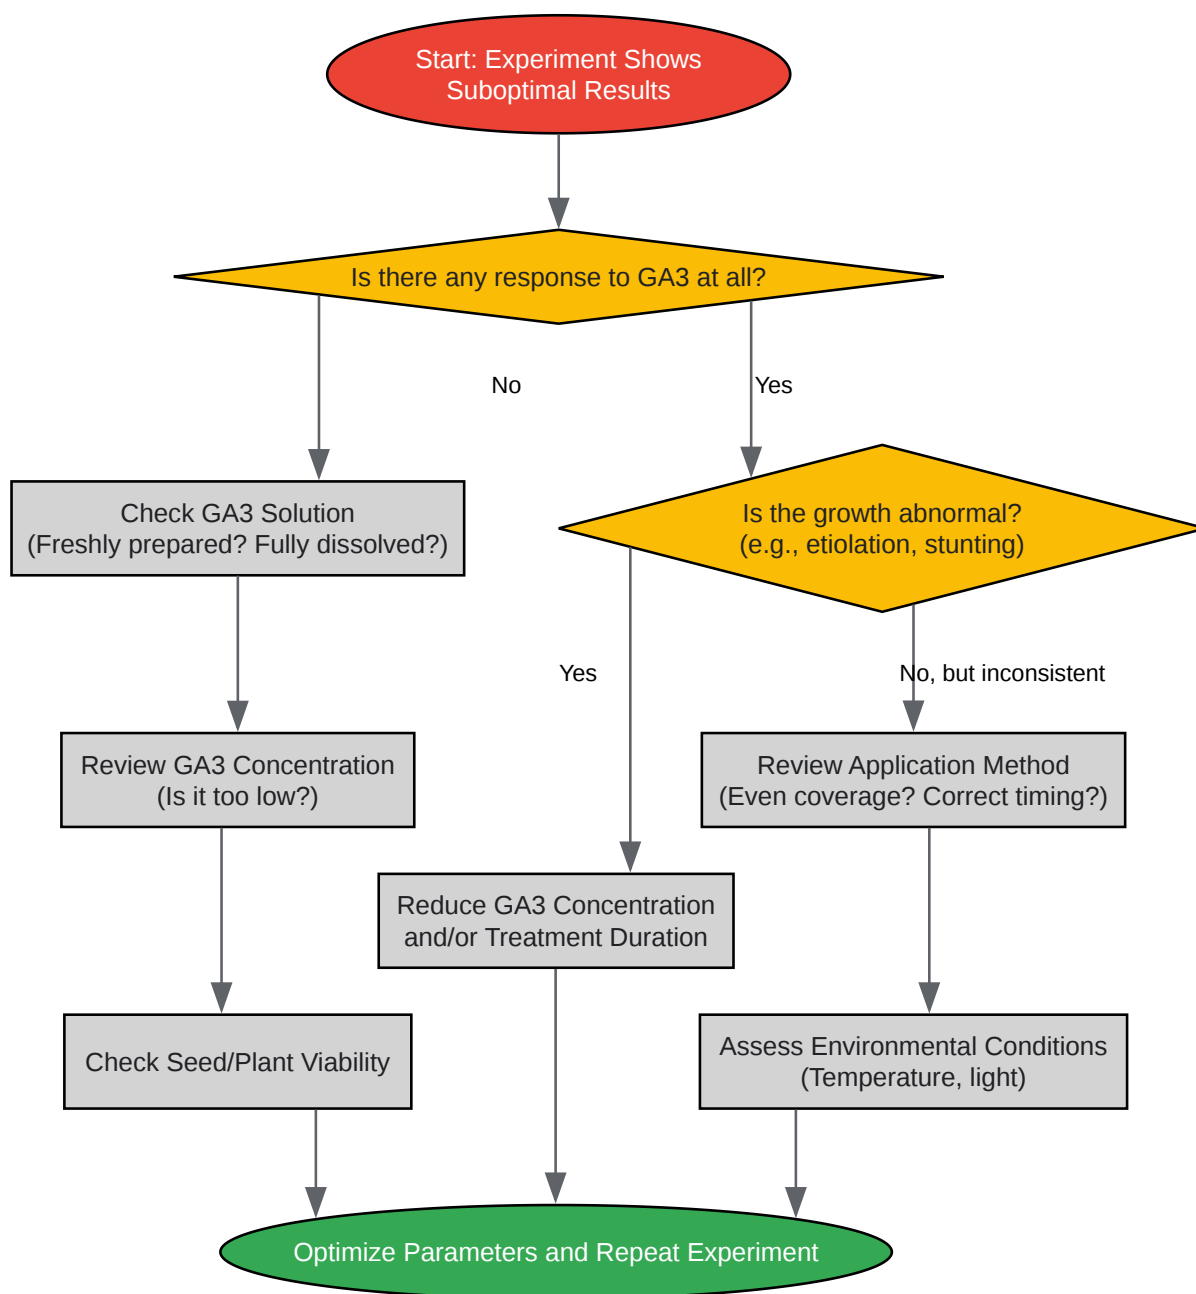 Start: Experiment Shows
Suboptimal Results
Is there any response to GA3 at all?
No
Yes
Check GA3 Solution
(Freshly prepared? Fully dissolved?)
Is the growth abnormal?
(e.g., etiolation, stunting)
Yes
No, but inconsistent
Review GA3 Concentration
(Is it too low?)
Review Application Method
(Even coverage? Correct timing?)
Reduce GA3 Concentration
and/or Treatment Duration
Check Seed/Plant Viability
Assess Environmental Conditions
(Temperature, light)
Optimize Parameters and Repeat Experiment